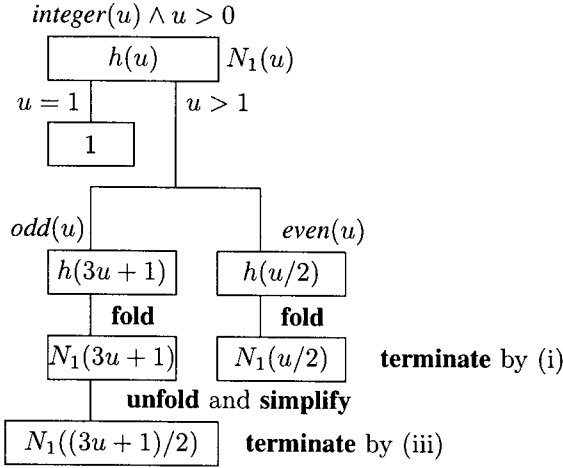 integer(u) ∧ u > 0
h(u) N₁(u)
u = 1 u > 1
1
odd(u) even(u)
h(3u + 1) h(u/2)
fold fold
N₁(3u + 1) N₁(u/2) terminate by (i)
unfold and simplify
N₁((3u + 1)/2) terminate by (iii)